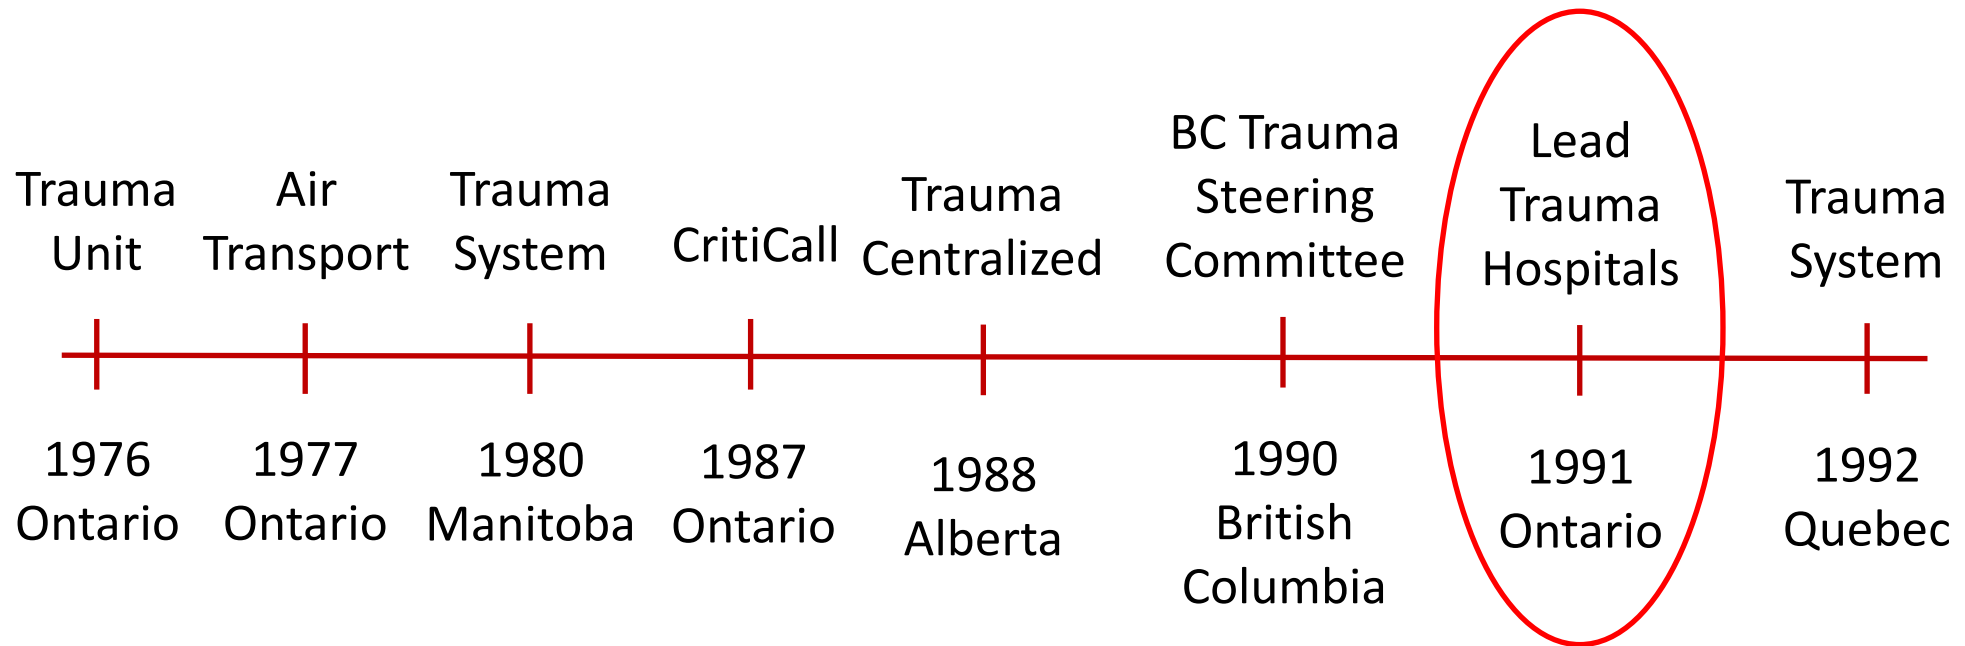 Trauma
Unit
1976
Ontario
Air
Transport
1977
Ontario
Trauma
System
1980
Manitoba
CritiCall
1987
Ontario
Trauma
Centralized
1988
Alberta
BC Trauma
Steering
Committee
1990
British
Columbia
Lead
Trauma
Hospitals
1991
Ontario
Trauma
System
1992
Quebec